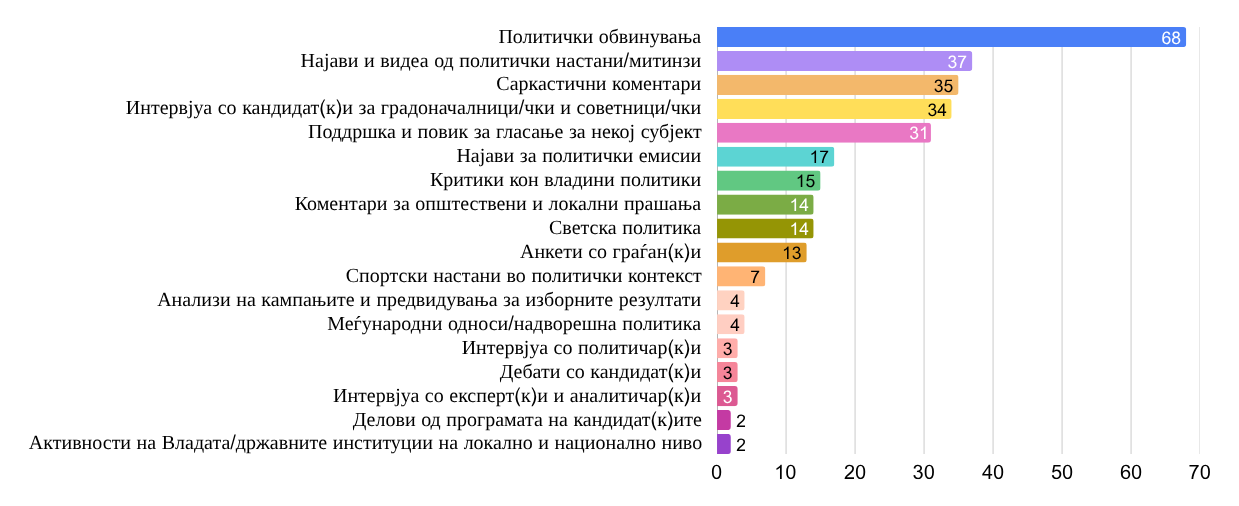 Политички обвинувања 68
Најави и видеа од политички настани/митинзи 37
Саркастични коментари 35
Интервјуа со кандидат(к)и за градоначалници/чки и советници/чки 34
Поддршка и повик за гласање за некој субјект 31
Најави за политички емисии 17
Критики кон владини политики 15
Коментари за општествени и локални прашања 14
Светска политика 14
Анкети со граѓан(к)и 13
Спортски настани во политички контекст 7
Анализи на кампањите и предвидувања за изборните резултати 4
Меѓународни односи/надворешна политика 4
Интервјуа со политичар(к)и 3
Дебати со кандидат(к)и 3
Интервјуа со експерт(к)и и аналитичар(к)и 3
Делови од програмата на кандидат(к)ите 2
Активности на Владата/државните институции на локално и национално ниво 2
0 10 20 30 40 50 60 70